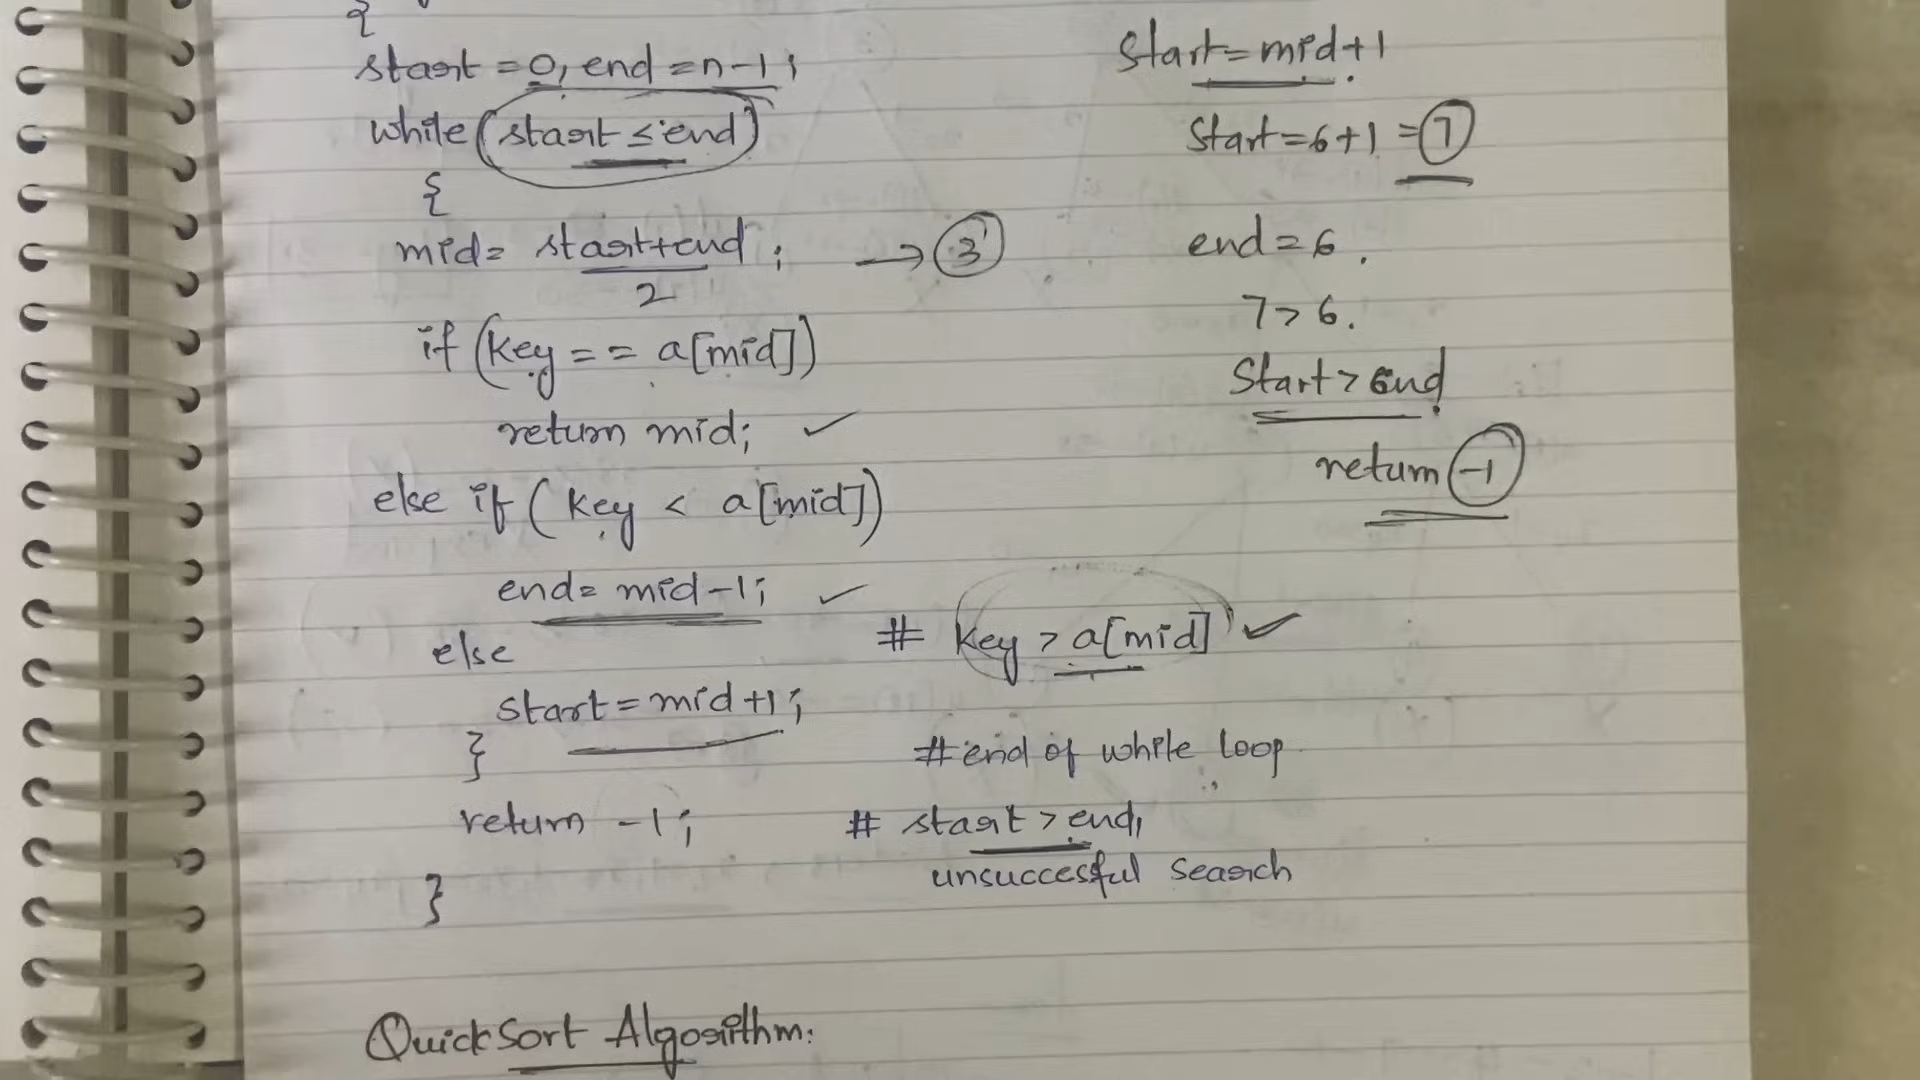 {
start = 0, end = n-1;
while (start ≤ end)
{
mid = start+end ; → 3
2
if (key == a[mid])
return mid; ✓
else if (key < a[mid])
end = mid-1; ✓
else # key > a[mid] ✓
start = mid+1;
} # end of while loop
return -1; # start > end,
unsuccesful search
}
QuickSort Algorithm:
Start = mid+1
Start = 6+1 = 7
end = 6.
7 > 6.
Start > end
return -1